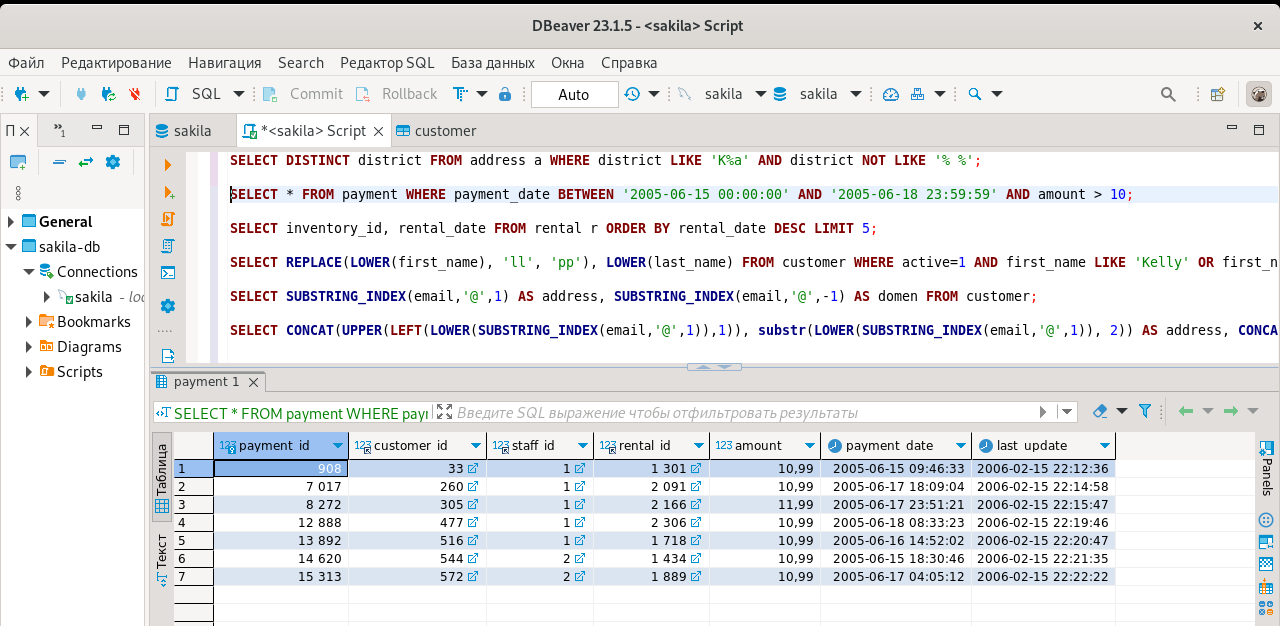 DBeaver 23.1.5 - <sakila> Script
Файл Редактирование Навигация Search Редактор SQL База данных Окна Справка
SQL Commit Rollback Auto sakila sakila
П sakila *<sakila> Script customer
SELECT DISTINCT district FROM address a WHERE district LIKE 'K%a' AND district NOT LIKE '% %';
SELECT * FROM payment WHERE payment_date BETWEEN '2005-06-15 00:00:00' AND '2005-06-18 23:59:59' AND amount > 10;
SELECT inventory_id, rental_date FROM rental r ORDER BY rental_date DESC LIMIT 5;
SELECT REPLACE(LOWER(first_name), 'll', 'pp'), LOWER(last_name) FROM customer WHERE active=1 AND first_name LIKE 'Kelly' OR first_n
SELECT SUBSTRING_INDEX(email,'@',1) AS address, SUBSTRING_INDEX(email,'@',-1) AS domen FROM customer;
SELECT CONCAT(UPPER(LEFT(LOWER(SUBSTRING_INDEX(email,'@',1)),1)), substr(LOWER(SUBSTRING_INDEX(email,'@',1)), 2)) AS address, CONCA
General
sakila-db
Connections
sakila - loc
Bookmarks
Diagrams
Scripts
payment 1
SELECT * FROM payment WHERE payı Введите SQL выражение чтобы отфильтровать результаты
Таблица
Текст
payment_id customer_id staff_id rental_id amount payment_date last_update
1 908 33 1 1 301 10,99 2005-06-15 09:46:33 2006-02-15 22:12:36
2 7 017 260 1 2 091 10,99 2005-06-17 18:09:04 2006-02-15 22:14:58
3 8 272 305 1 2 166 11,99 2005-06-17 23:51:21 2006-02-15 22:15:47
4 12 888 477 1 2 306 10,99 2005-06-18 08:33:23 2006-02-15 22:19:46
5 13 892 516 1 1 718 10,99 2005-06-16 14:52:02 2006-02-15 22:20:47
6 14 620 544 2 1 434 10,99 2005-06-15 18:30:46 2006-02-15 22:21:35
7 15 313 572 2 1 889 10,99 2005-06-17 04:05:12 2006-02-15 22:22:22
Panels